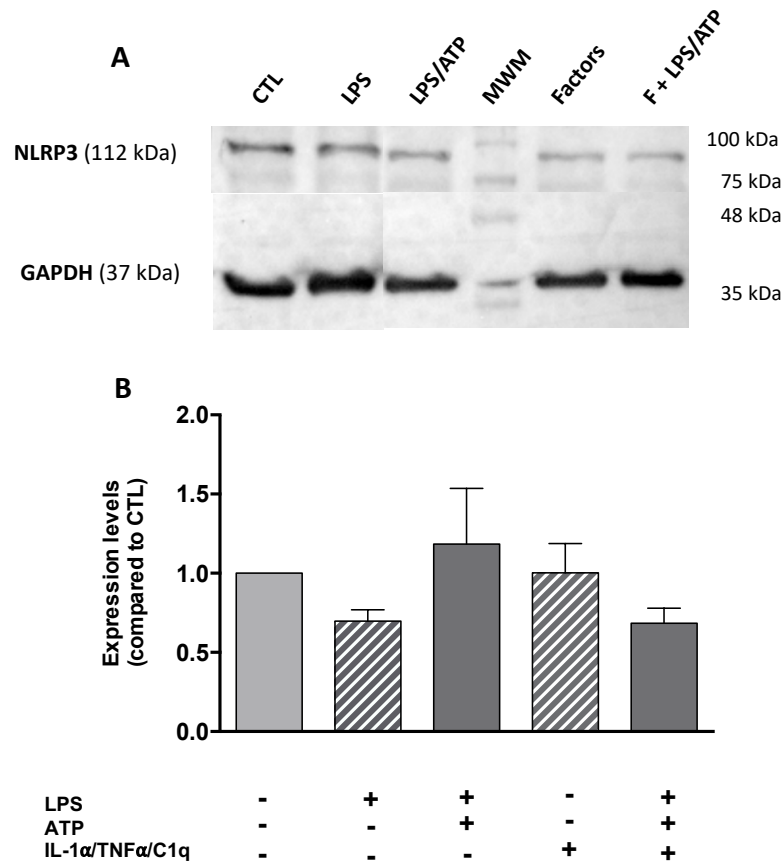 A
CTL LPS LPS/ATP MWM Factors F + LPS/ATP
NLRP3 (112 kDa)
100 kDa
75 kDa
48 kDa
GAPDH (37 kDa)
35 kDa
B
Expression levels
(compared to CTL)
2.0
1.5
1.0
0.5
0.0
LPS - + + - +
ATP - - + - +
IL-1α/TNFα/C1q - - - + +